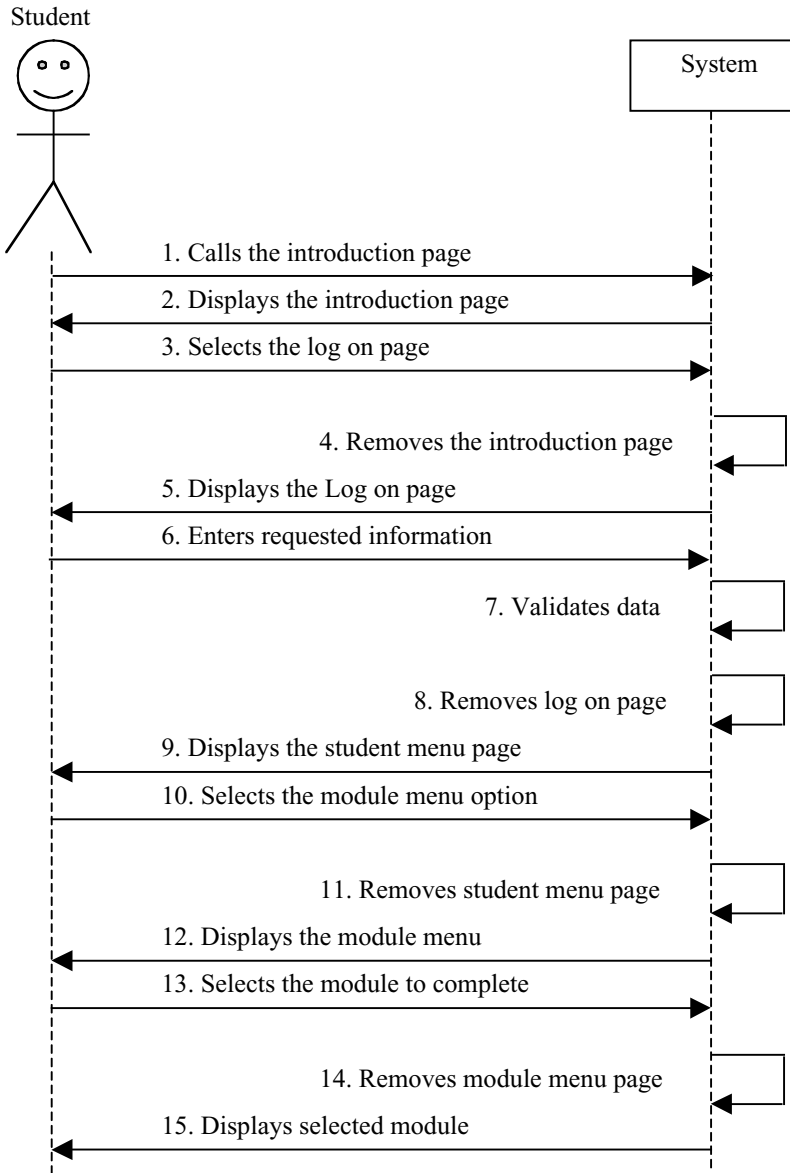 Student
System
1. Calls the introduction page
2. Displays the introduction page
3. Selects the log on page
4. Removes the introduction page
5. Displays the Log on page
6. Enters requested information
7. Validates data
8. Removes log on page
9. Displays the student menu page
10. Selects the module menu option
11. Removes student menu page
12. Displays the module menu
13. Selects the module to complete
14. Removes module menu page
15. Displays selected module